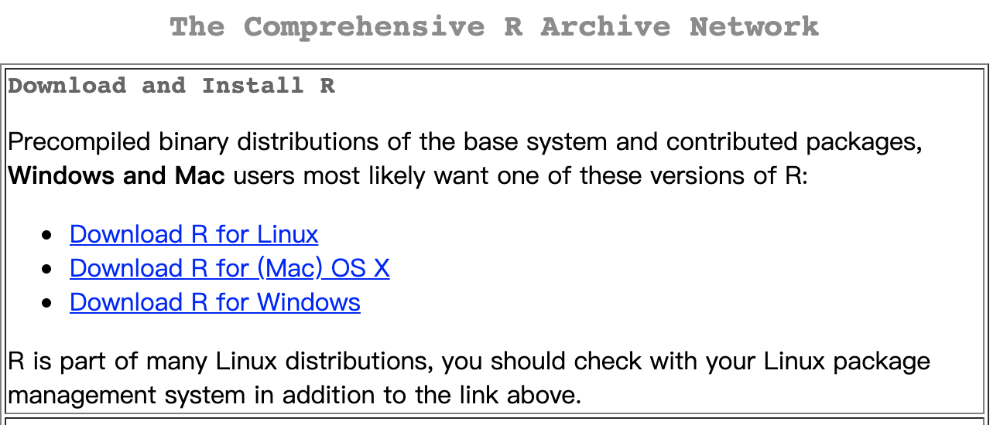 The Comprehensive R Archive Network
Download and Install R
Precompiled binary distributions of the base system and contributed packages,
Windows and Mac users most likely want one of these versions of R:
• Download R for Linux
• Download R for (Mac) OS X
• Download R for Windows
R is part of many Linux distributions, you should check with your Linux package
management system in addition to the link above.